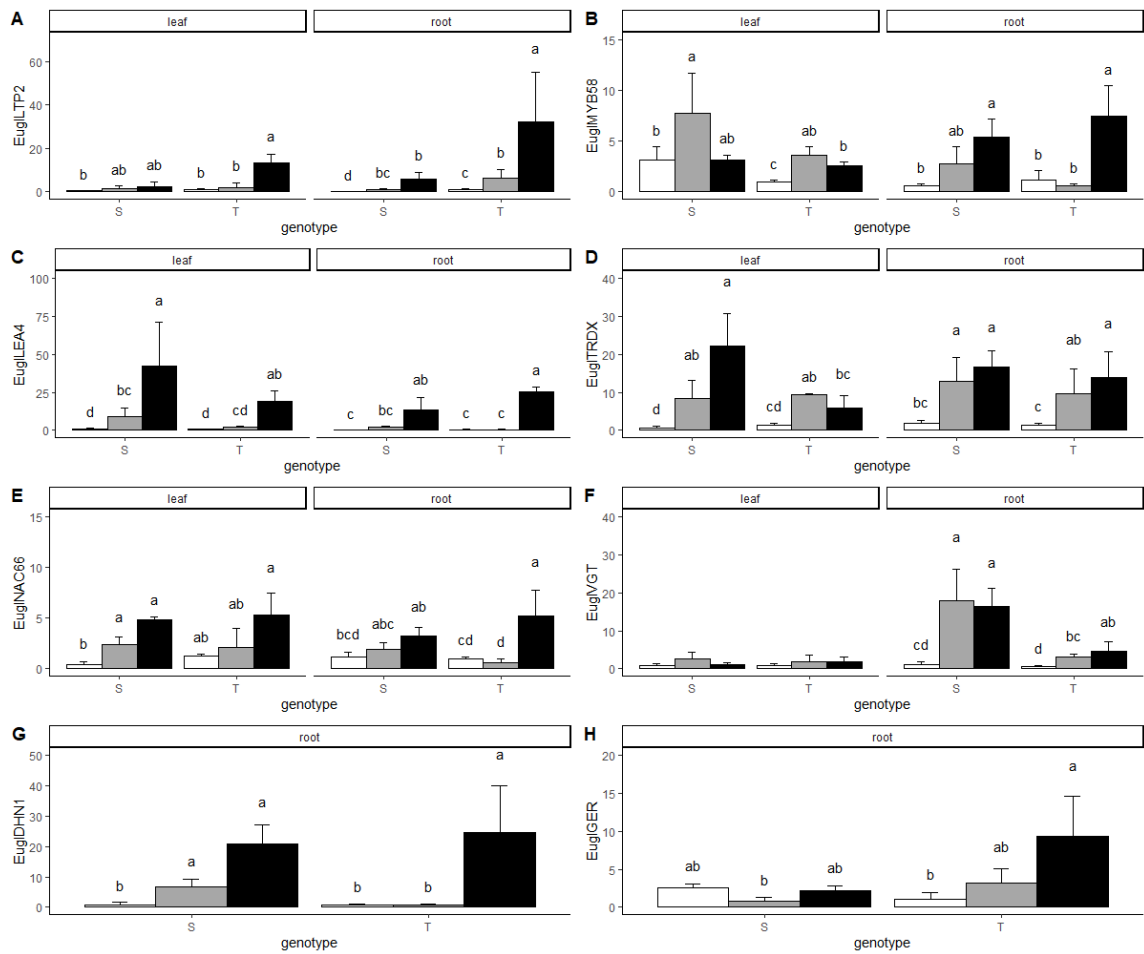 A
leaf
root
EuglLTP2
60
40
20
0
b
ab
ab
b
b
a
d
b
b
b
b
a
S
T
S
T
genotype
B
leaf
root
EuglMYB58
15
10
5
0
b
a
ab
c
ab
b
b
ab
a
b
b
a
S
T
S
T
genotype
C
leaf
root
EuglLEA4
100
75
50
25
0
d
bc
a
d
cd
ab
c
bc
ab
c
c
a
S
T
S
T
genotype
D
leaf
root
EuglTRDX
40
30
20
10
0
d
ab
a
cd
ab
bc
bc
a
a
c
ab
a
S
T
S
T
genotype
E
leaf
root
EuglNAC66
15
10
5
0
b
a
a
ab
ab
a
bcd
abc
ab
cd
d
a
S
T
S
T
genotype
F
leaf
root
EuglVGT
40
30
20
10
0
cd
a
a
d
bc
ab
S
T
S
T
genotype
G
root
EuglDHN1
50
40
30
20
10
0
b
a
a
b
b
a
S
T
genotype
H
root
EuglGER
20
15
10
5
0
ab
b
ab
b
ab
a
S
T
genotype